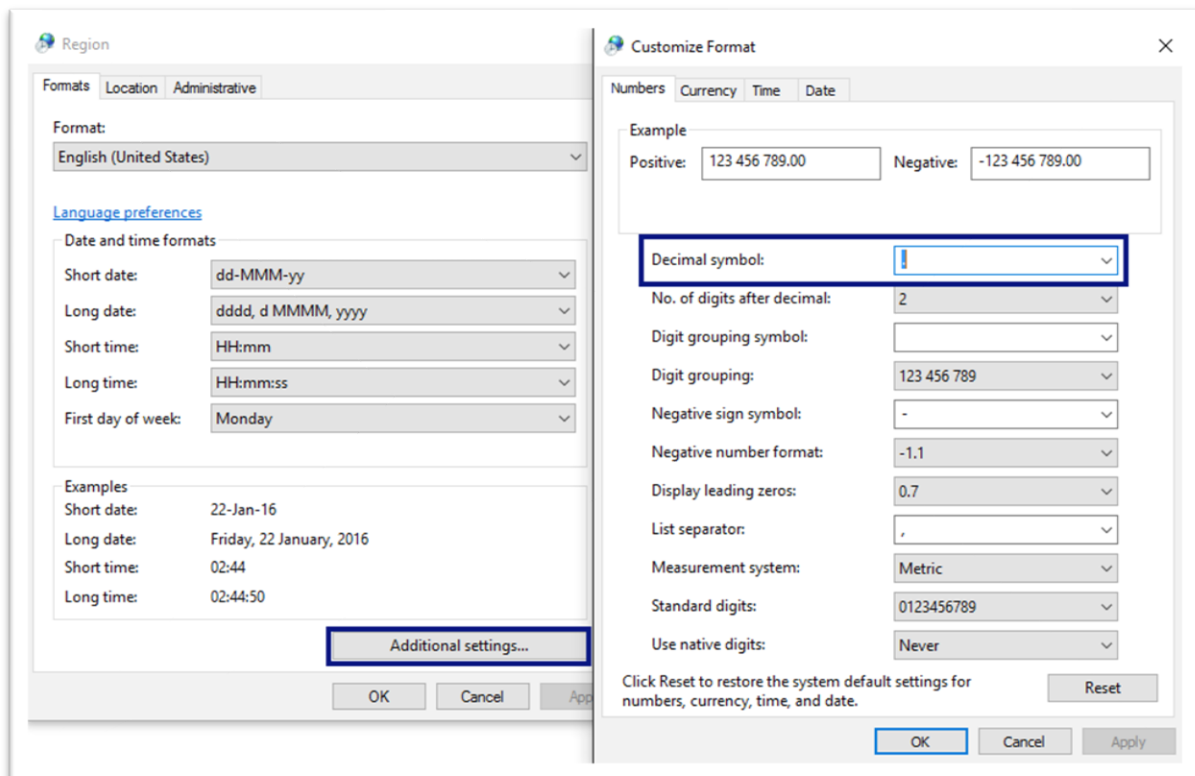 Region
Formats Location Administrative
Format:
English (United States)
Language preferences
Date and time formats
Short date: dd-MMM-yy
Long date: dddd, d MMMM, yyyy
Short time: HH:mm
Long time: HH:mm:ss
First day of week: Monday
Examples
Short date: 22-Jan-16
Long date: Friday, 22 January, 2016
Short time: 02:44
Long time: 02:44:50
Additional settings...
OK Cancel App
Customize Format
Numbers Currency Time Date
Example
Positive: 123 456 789.00 Negative: -123 456 789.00
Decimal symbol: .
No. of digits after decimal: 2
Digit grouping symbol:
Digit grouping: 123 456 789
Negative sign symbol: -
Negative number format: -1.1
Display leading zeros: 0.7
List separator: ,
Measurement system: Metric
Standard digits: 0123456789
Use native digits: Never
Click Reset to restore the system default settings for
numbers, currency, time, and date.
Reset
OK Cancel Apply